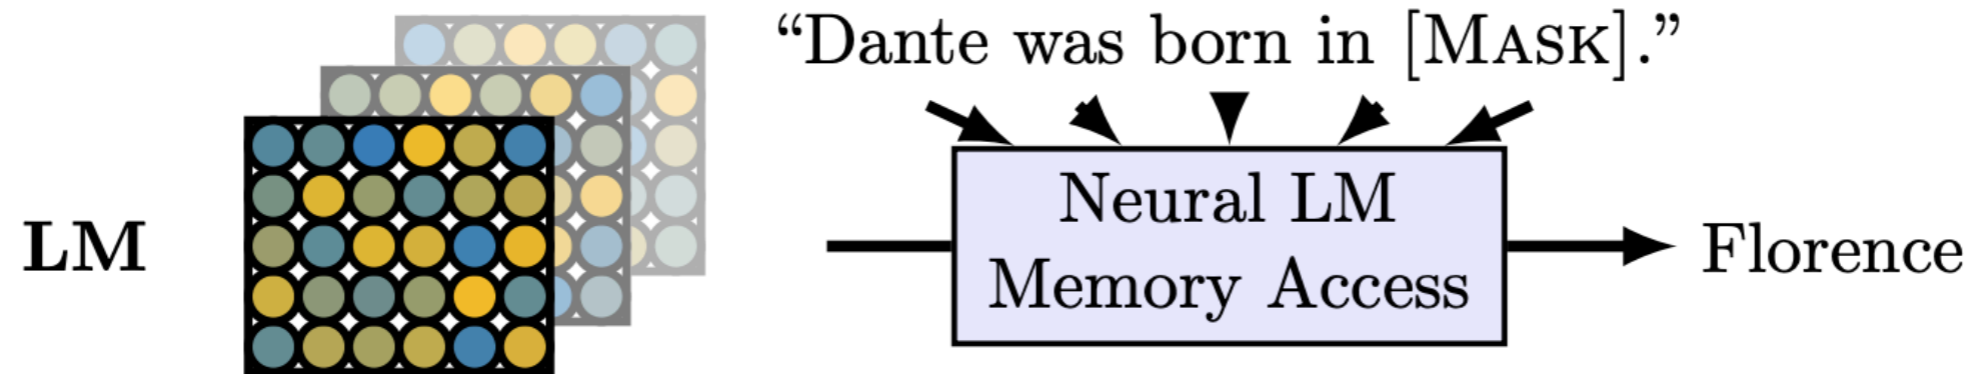 “Dante was born in [MASK].”
LM
Neural LM
Memory Access
Florence